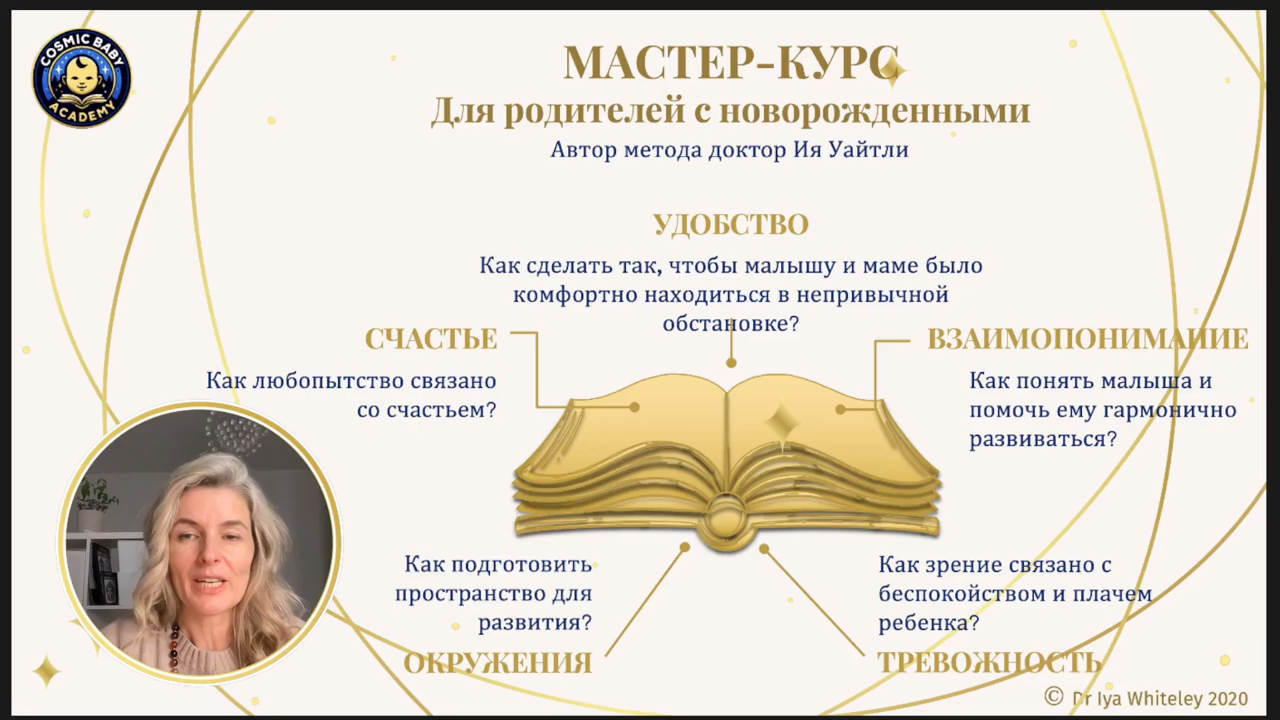 COSMIC BABY
ACADEMY
МАСТЕР-КУРС
Для родителей с новорожденными
Автор метода доктор Ия Уайтли
УДОБСТВО
Как сделать так, чтобы малышу и маме было
комфортно находиться в непривычной
обстановке?
СЧАСТЬЕ
Как любопытство связано
со счастьем?
ВЗАИМОПОНИМАНИЕ
Как понять малыша и
помочь ему гармонично
развиваться?
Как подготовить
пространство для
развития?
ОКРУЖЕНИЯ
Как зрение связано с
беспокойством и плачем
ребенка?
ТРЕВОЖНОСТЬ
© Dr Iya Whiteley 2020